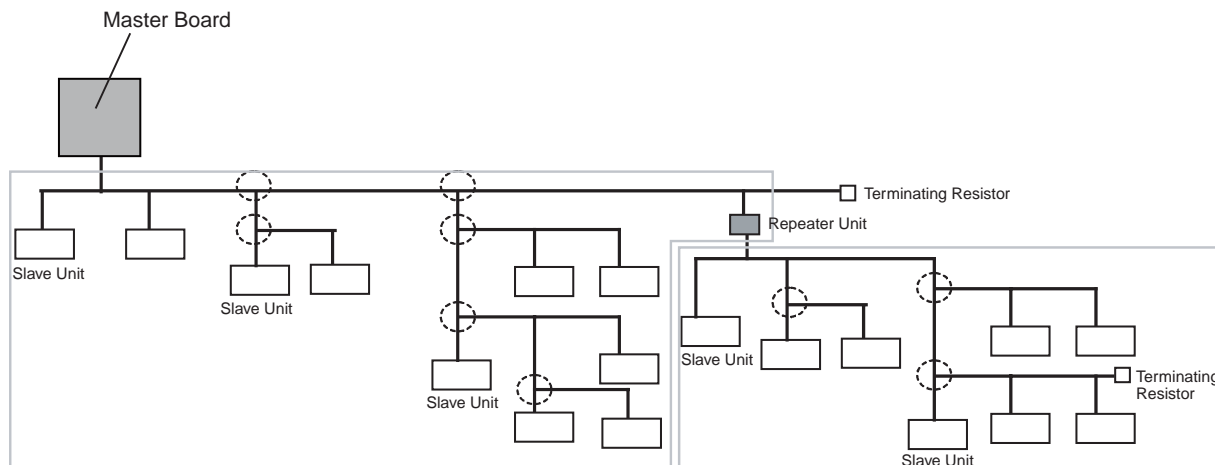 Master Board
Terminating Resistor
Repeater Unit
Slave Unit
Slave Unit
Slave Unit
Slave Unit
Terminating
Resistor
Slave Unit